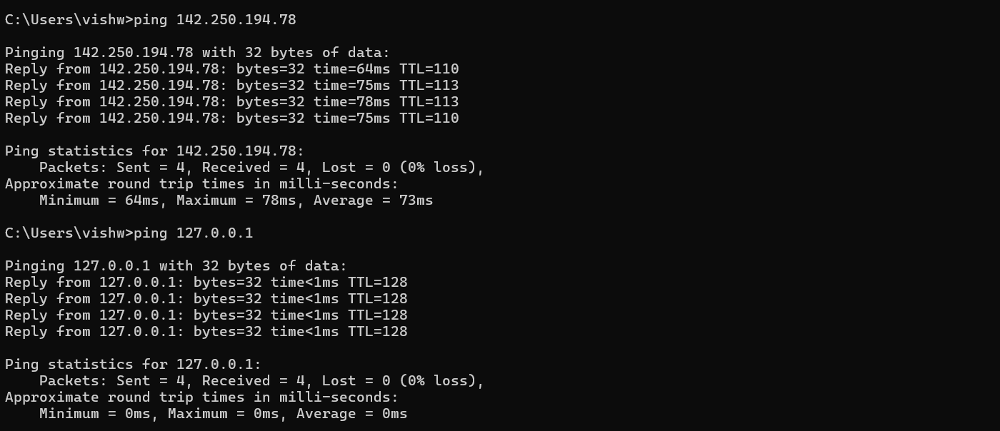 C:\Users\vishw>ping 142.250.194.78
Pinging 142.250.194.78 with 32 bytes of data:
Reply from 142.250.194.78: bytes=32 time=64ms TTL=110
Reply from 142.250.194.78: bytes=32 time=75ms TTL=113
Reply from 142.250.194.78: bytes=32 time=78ms TTL=113
Reply from 142.250.194.78: bytes=32 time=75ms TTL=110
Ping statistics for 142.250.194.78:
    Packets: Sent = 4, Received = 4, Lost = 0 (0% loss),
Approximate round trip times in milli-seconds:
    Minimum = 64ms, Maximum = 78ms, Average = 73ms
C:\Users\vishw>ping 127.0.0.1
Pinging 127.0.0.1 with 32 bytes of data:
Reply from 127.0.0.1: bytes=32 time<1ms TTL=128
Reply from 127.0.0.1: bytes=32 time<1ms TTL=128
Reply from 127.0.0.1: bytes=32 time<1ms TTL=128
Reply from 127.0.0.1: bytes=32 time<1ms TTL=128
Ping statistics for 127.0.0.1:
    Packets: Sent = 4, Received = 4, Lost = 0 (0% loss),
Approximate round trip times in milli-seconds:
    Minimum = 0ms, Maximum = 0ms, Average = 0ms